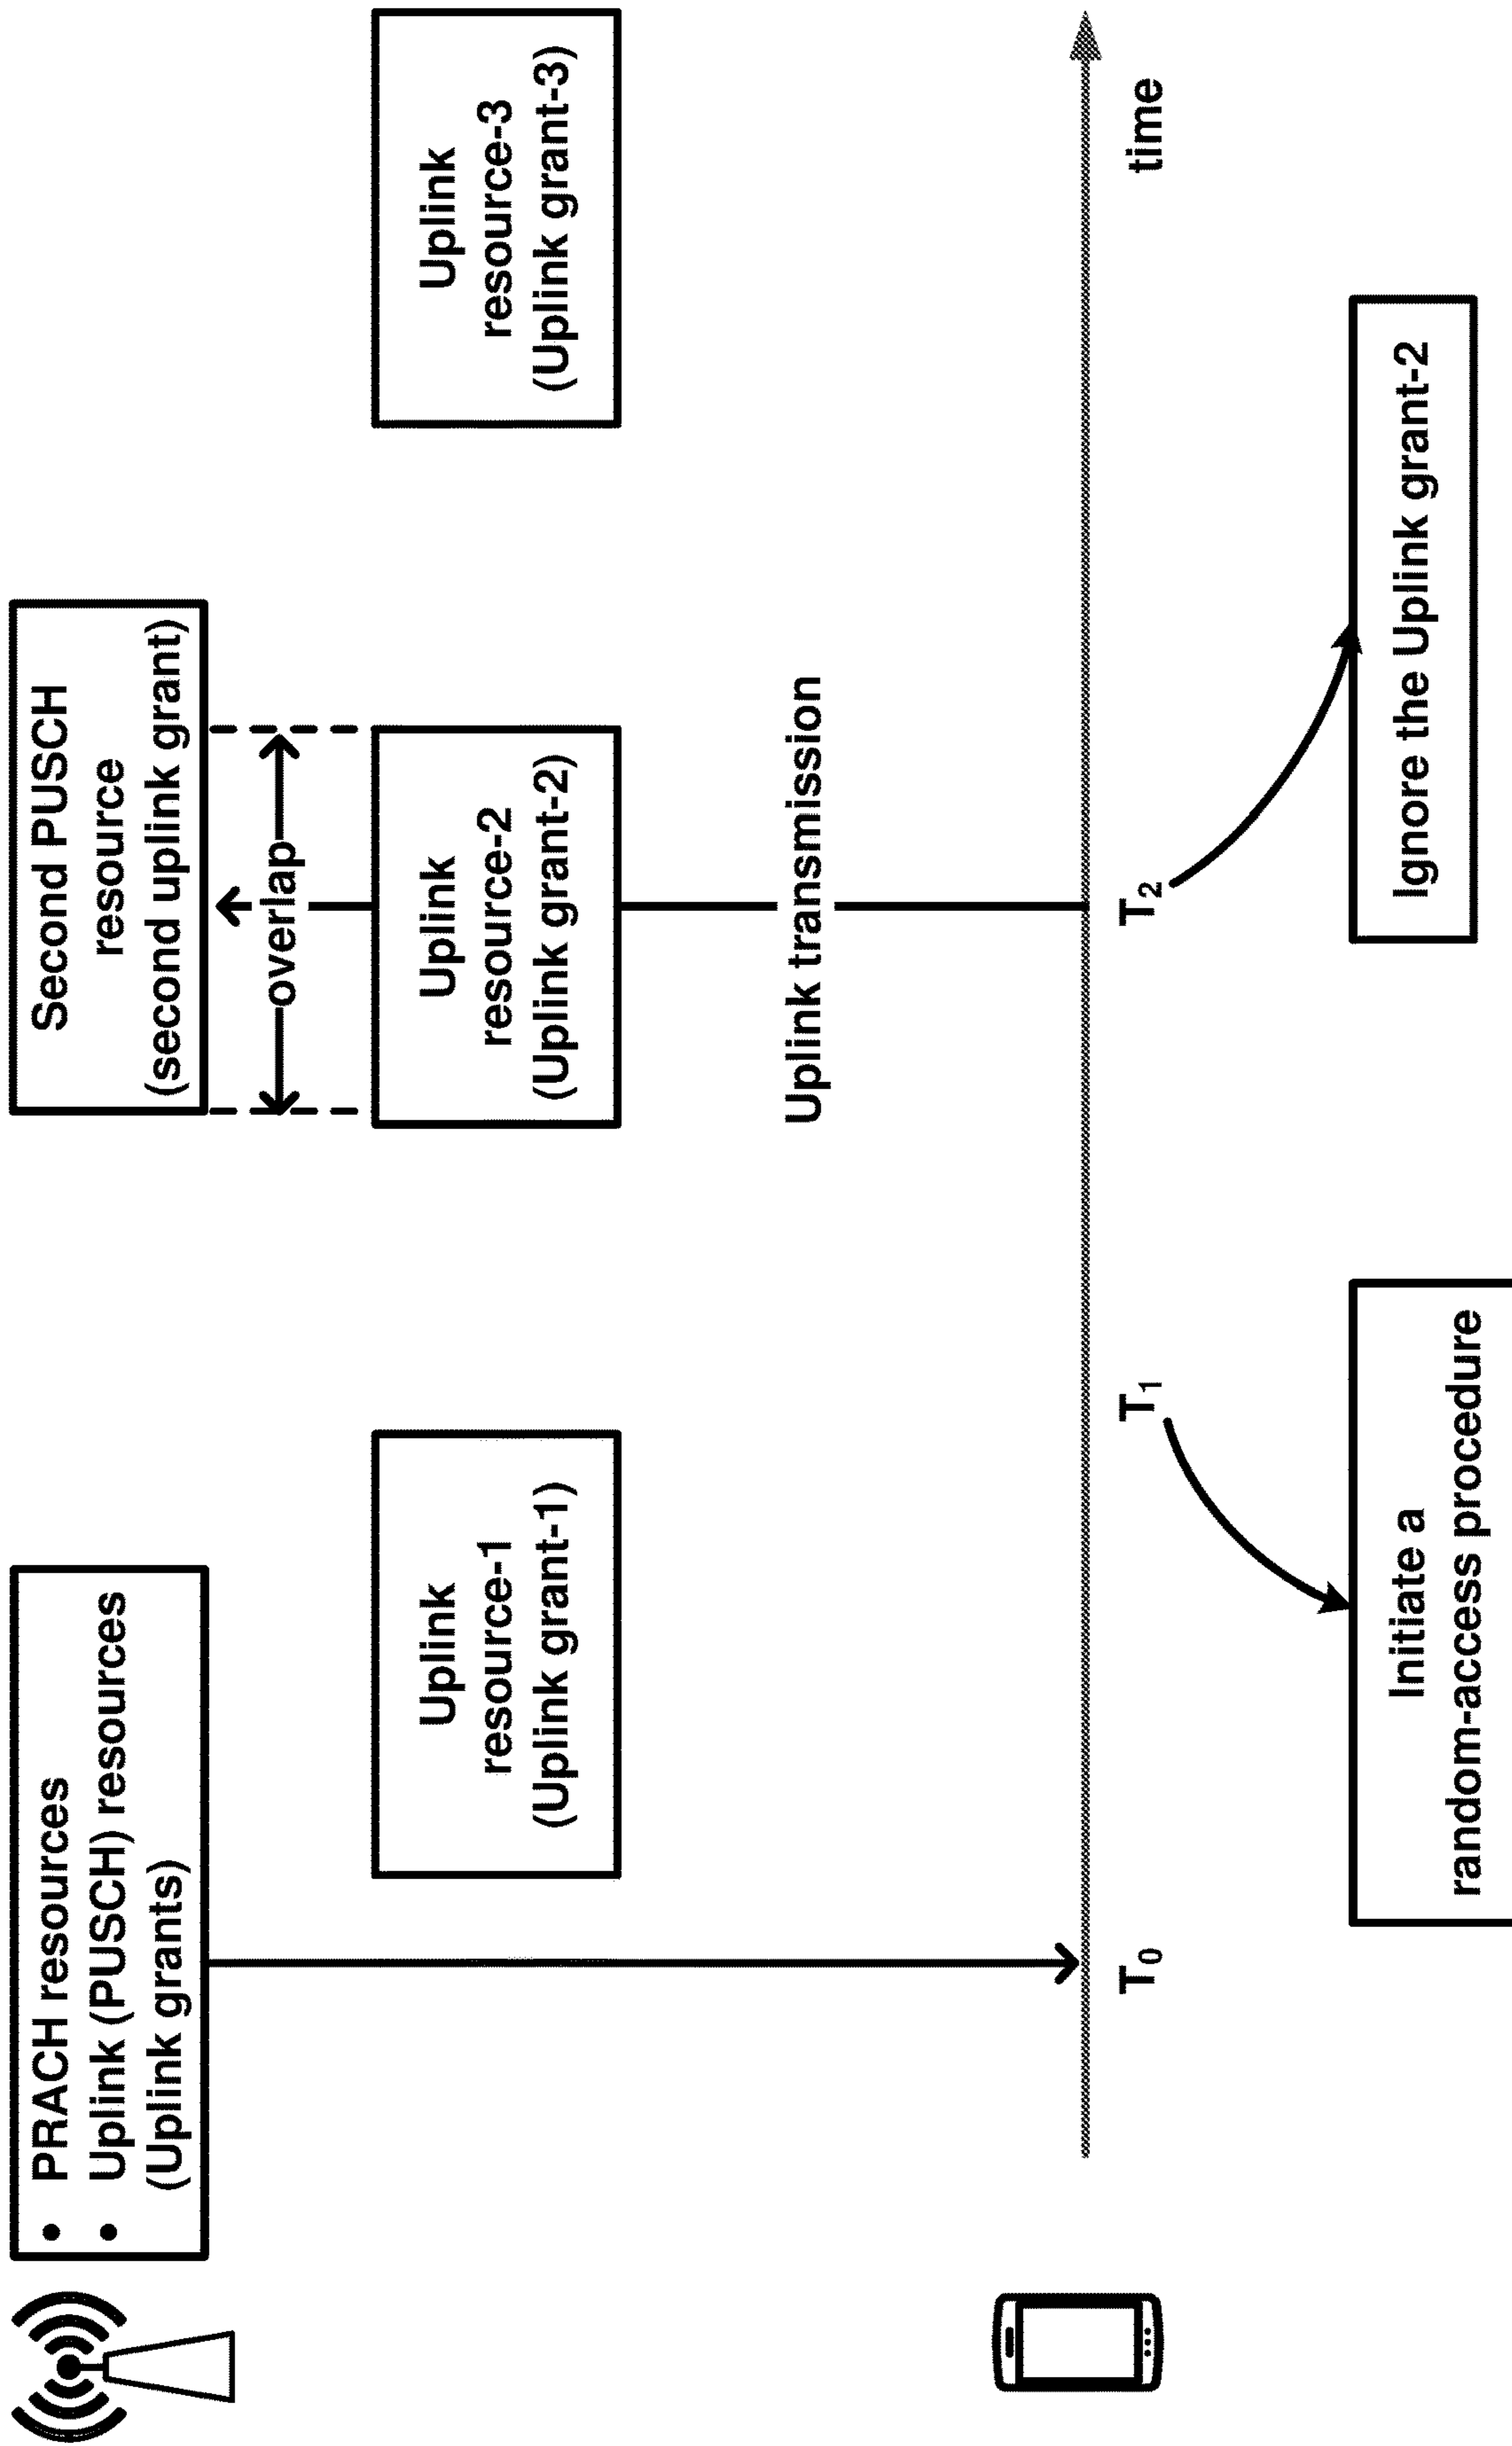 PRACH resources
Uplink (PUSCH) resources
(Uplink grants)
Second PUSCH
resource
(second uplink grant)
overlap
Uplink
resource-1
(Uplink grant-1)
Uplink
resource-2
(Uplink grant-2)
Uplink
resource-3
(Uplink grant-3)
Uplink transmission
T0
T1
T2
time
Initiate a
random-access procedure
Ignore the Uplink grant-2